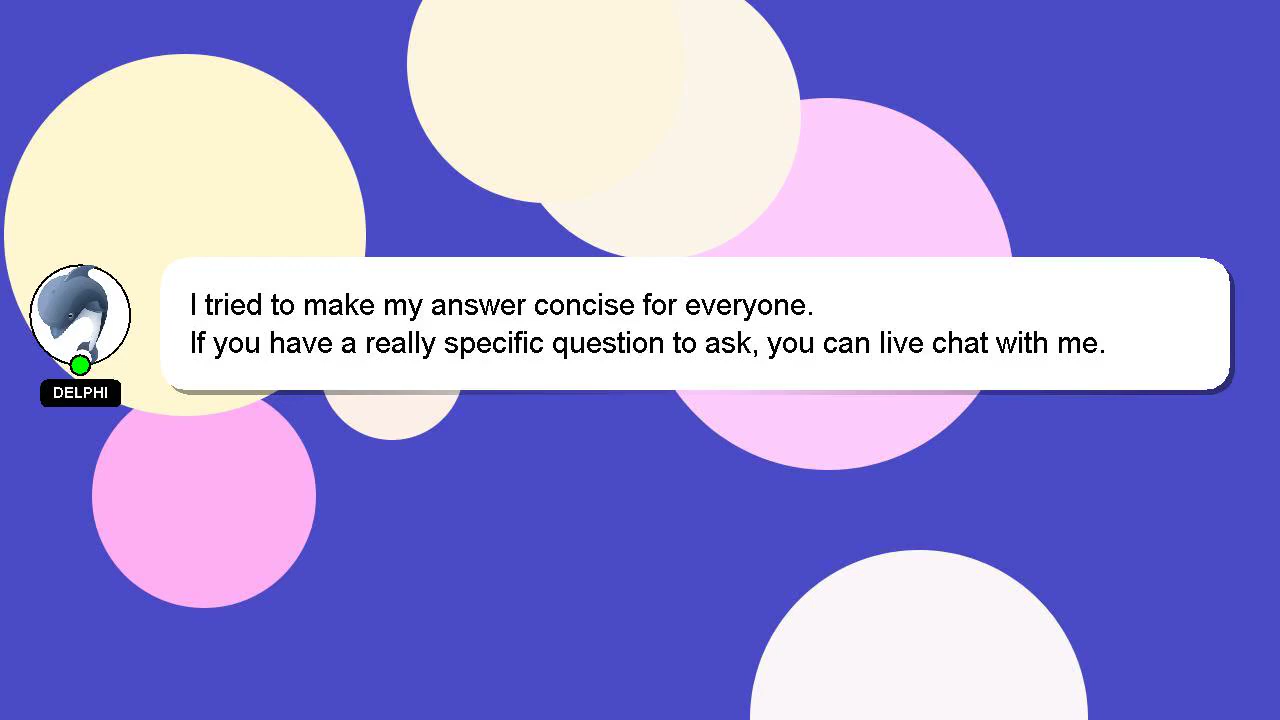 I tried to make my answer concise for everyone.
If you have a really specific question to ask, you can live chat with me.
DELPHI